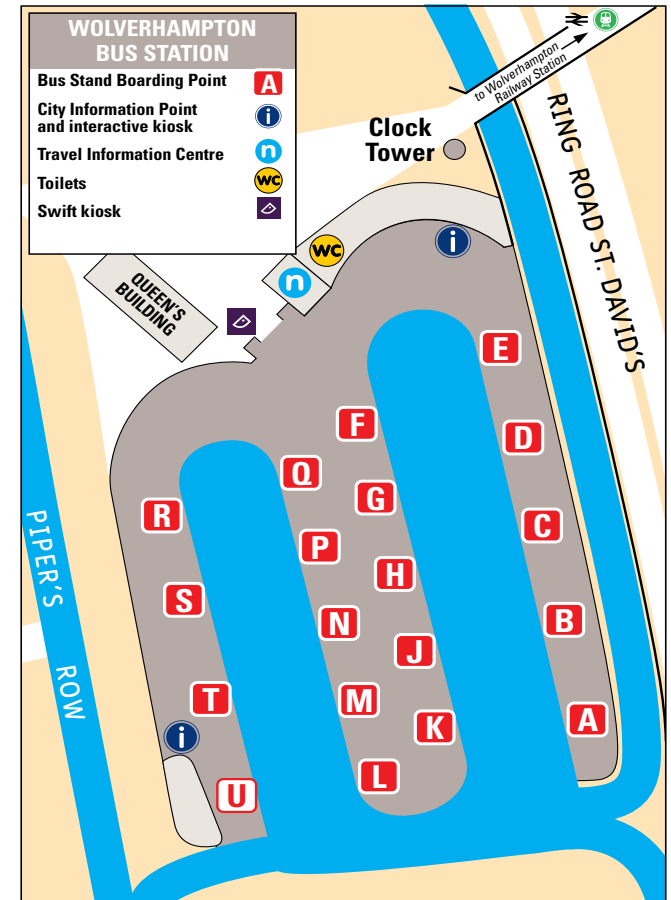 WOLVERHAMPTON
BUS STATION
Bus Stand Boarding Point A
City Information Point
and interactive kiosk i
Travel Information Centre n
Toilets WC
Swift kiosk
to Wolverhampton
Railway Station
RING ROAD ST. DAVID'S
Clock
Tower
WC
i
n
QUEEN'S
BUILDING
E
F
D
Q
G
R
C
P
H
S
N
B
J
T
M
A
K
i
L
U
PIPER'S ROW